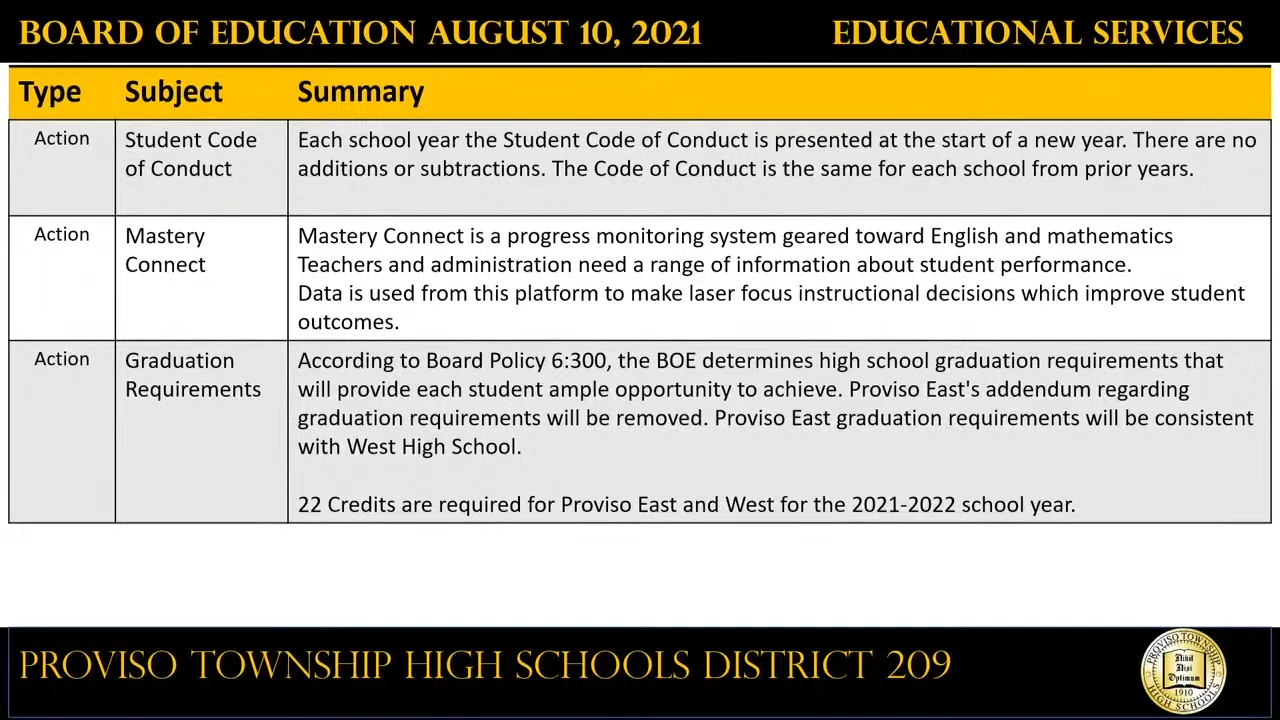 BOARD OF EDUCATION AUGUST 10, 2021 EDUCATIONAL SERVICES
Type Subject Summary
Action
Student Code
of Conduct
Each school year the Student Code of Conduct is presented at the start of a new year. There are no
additions or subtractions. The Code of Conduct is the same for each school from prior years.
Action
Mastery
Connect
Mastery Connect is a progress monitoring system geared toward English and mathematics
Teachers and administration need a range of information about student performance.
Data is used from this platform to make laser focus instructional decisions which improve student
outcomes.
Action
Graduation
Requirements
According to Board Policy 6:300, the BOE determines high school graduation requirements that
will provide each student ample opportunity to achieve. Proviso East's addendum regarding
graduation requirements will be removed. Proviso East graduation requirements will be consistent
with West High School.
22 Credits are required for Proviso East and West for the 2021-2022 school year.
PROVISO TOWNSHIP HIGH SCHOOLS DISTRICT 209
PROVISO TOWNSHIP
Nihil
Nisi
Optimum
1910
HIGH SCHOOLS